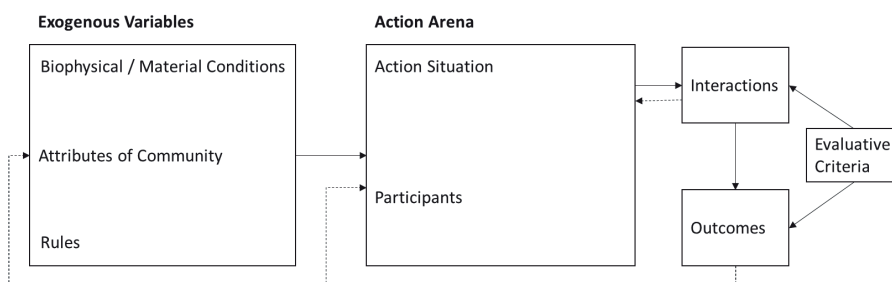 Exogenous Variables
Action Arena
Biophysical / Material Conditions
Attributes of Community
Rules
Action Situation
Participants
Interactions
Outcomes
Evaluative
Criteria